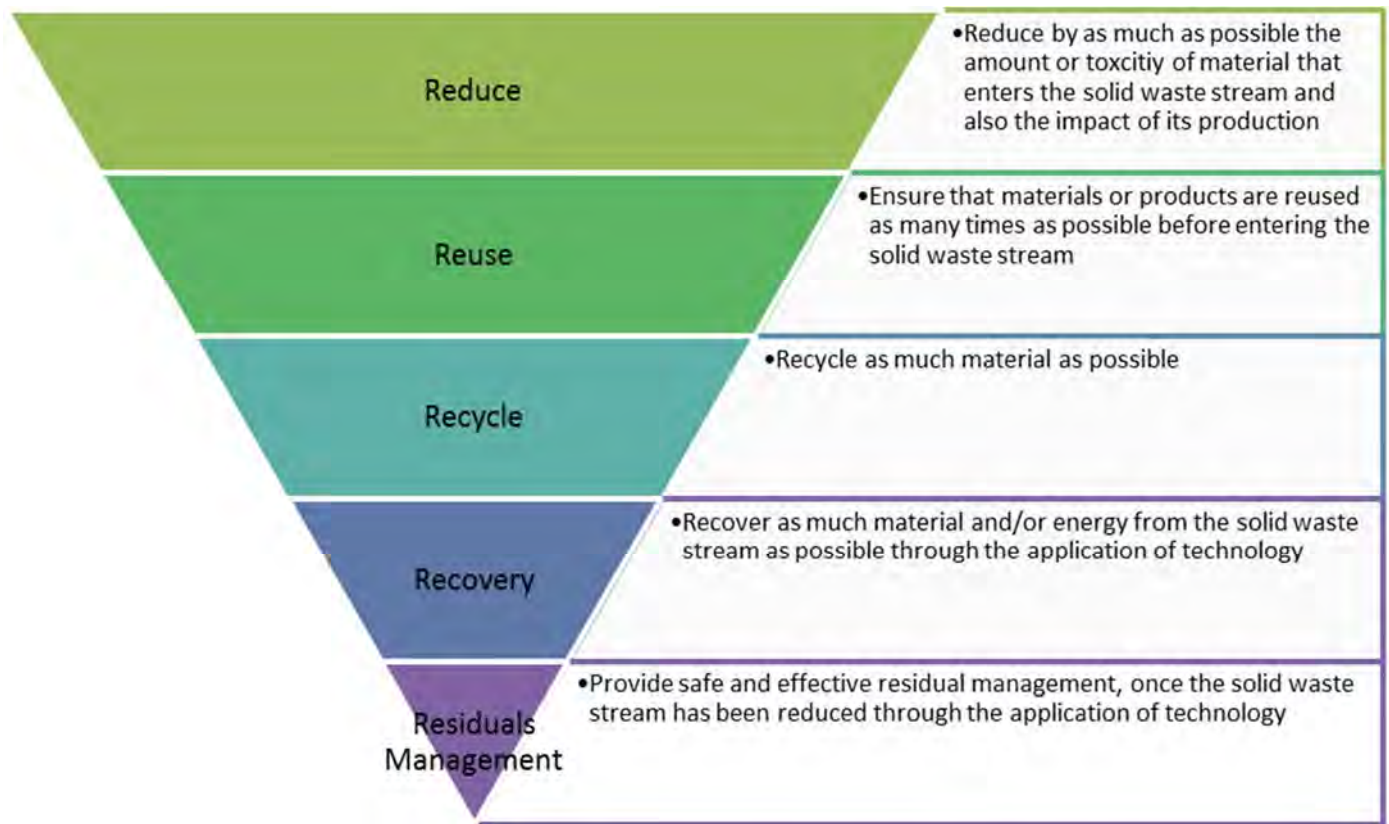 Reduce
•Reduce by as much as possible the
amount or toxcitiy of material that
enters the solid waste stream and
also the impact of its production
Reuse
•Ensure that materials or products are reused
as many times as possible before entering the
solid waste stream
Recycle
•Recycle as much material as possible
Recovery
•Recover as much material and/or energy from the solid waste
stream as possible through the application of technology
Residuals
Management
•Provide safe and effective residual management, once the solid waste
stream has been reduced through the application of technology